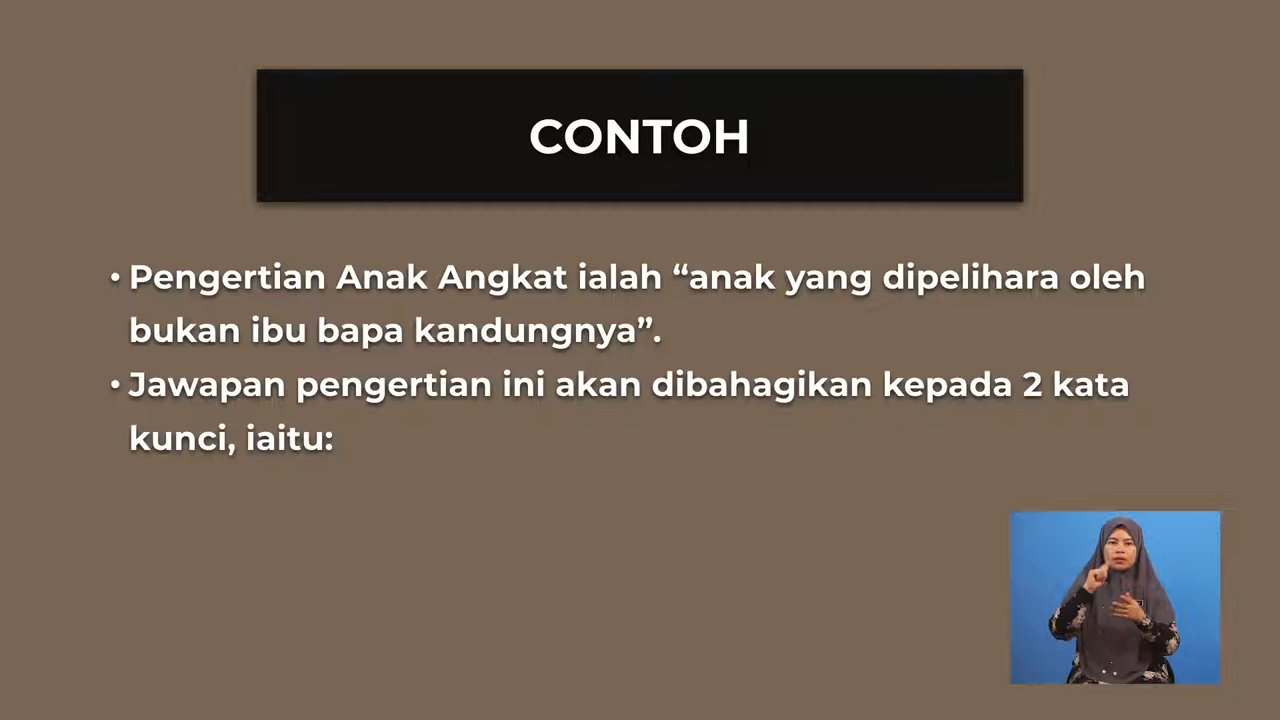 CONTOH
• Pengertian Anak Angkat ialah “anak yang dipelihara oleh
bukan ibu bapa kandungnya”.
• Jawapan pengertian ini akan dibahagikan kepada 2 kata
kunci, iaitu: